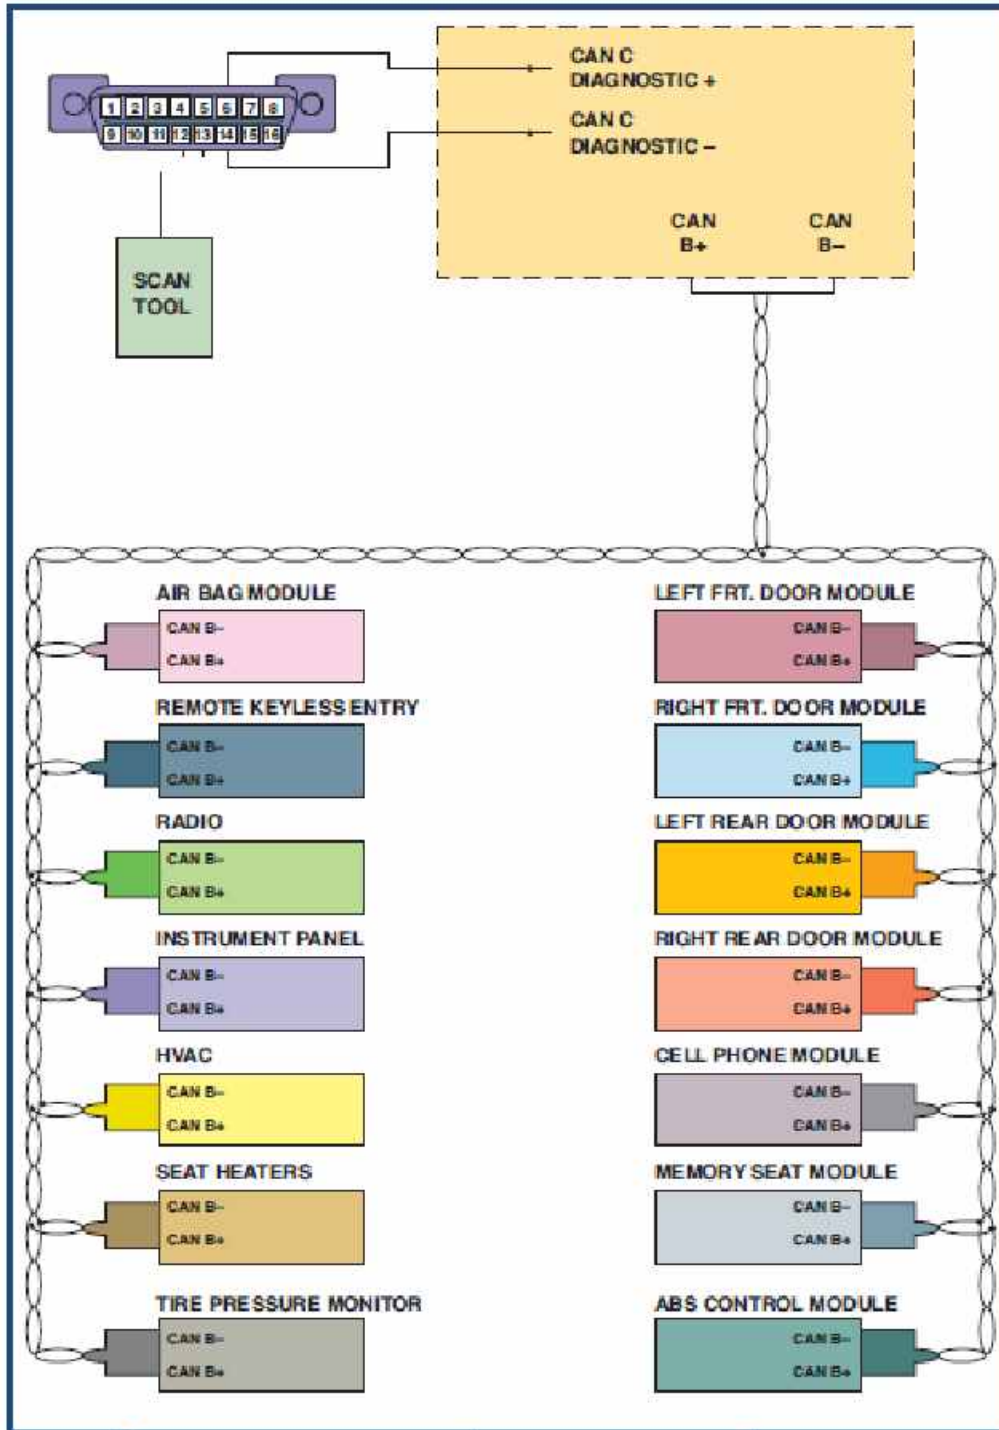 CAN C
DIAGNOSTIC +
CAN C
DIAGNOSTIC –
1 2 3 4 5 6 7 8
9 10 11 12 13 14 15 16
CAN
B+
CAN
B–
SCAN
TOOL
AIR BAG MODULE
CAN B–
CAN B+
REMOTE KEYLESS ENTRY
CAN B–
CAN B+
RADIO
CAN B–
CAN B+
INSTRUMENT PANEL
CAN B–
CAN B+
HVAC
CAN B–
CAN B+
SEAT HEATERS
CAN B–
CAN B+
TIRE PRESSURE MONITOR
CAN B–
CAN B+
LEFT FRT. DOOR MODULE
CAN B–
CAN B+
RIGHT FRT. DOOR MODULE
CAN B–
CAN B+
LEFT REAR DOOR MODULE
CAN B–
CAN B+
RIGHT REAR DOOR MODULE
CAN B–
CAN B+
CELL PHONE MODULE
CAN B–
CAN B+
MEMORY SEAT MODULE
CAN B–
CAN B+
ABS CONTROL MODULE
CAN B–
CAN B+